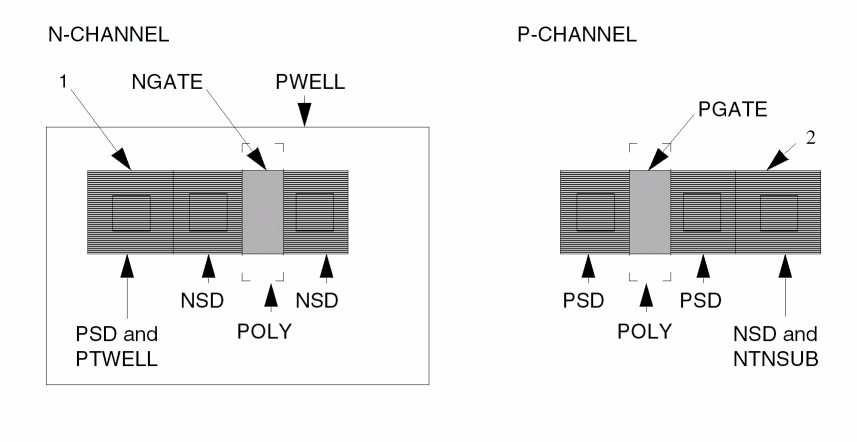 N-CHANNEL
P-CHANNEL
1
NGATE
PWELL
PGATE
2
NSD
NSD
PSD
PSD
POLY
POLY
PSD and
PTWELL
NSD and
NTNSUB